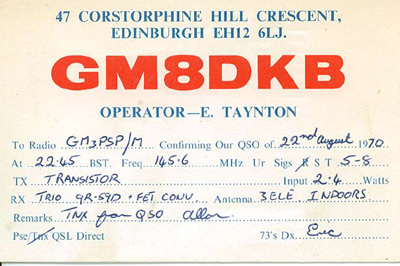 47 CORSTORPHINE HILL CRESCENT,
EDINBURGH EH12 6LJ.
GM8DKB
OPERATOR—E. TAYNTON
To Radio GM3PSP/M Confirming Our QSO of 22nd august 1970
At 22.45 BST. Freq. 145.6 MHz Ur Sigs R S T 5-8
TX TRANSISTOR Input 2.4 Watts
RX TRIO 9R-59D + FET CONV. Antenna 3ELE INDOORS
Remarks TNX for QSO Allan
Pse/Tnx QSL Direct 73's Dx. Eric